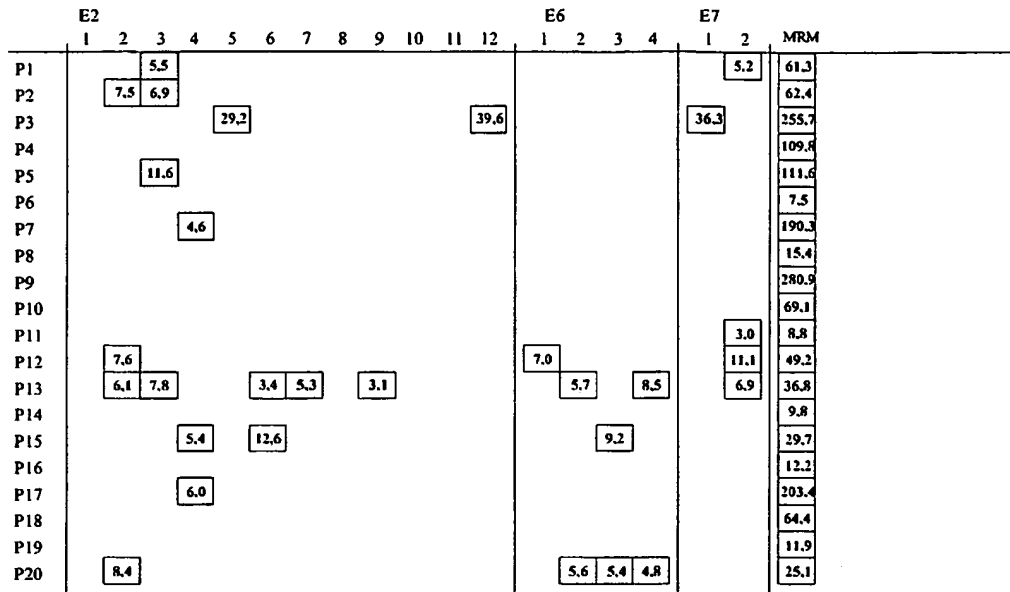 E2 E6 E7
1 2 3 4 5 6 7 8 9 10 11 12 1 2 3 4 1 2 MRM
P1 5,5 5,2 61,3
P2 7,5 6,9 62,4
P3 29,2 39,6 36,3 255,7
P4 109,8
P5 11,6 111,6
P6 7,5
P7 4,6 190,3
P8 15,4
P9 280,9
P10 69,1
P11 3,0 8,8
P12 7,6 7,0 11,1 49,2
P13 6,1 7,8 3,4 5,3 3,1 5,7 8,5 6,9 36,8
P14 9,8
P15 5,4 12,6 9,2 29,7
P16 12,2
P17 6,0 203,4
P18 64,4
P19 11,9
P20 8,4 5,6 5,4 4,8 25,1